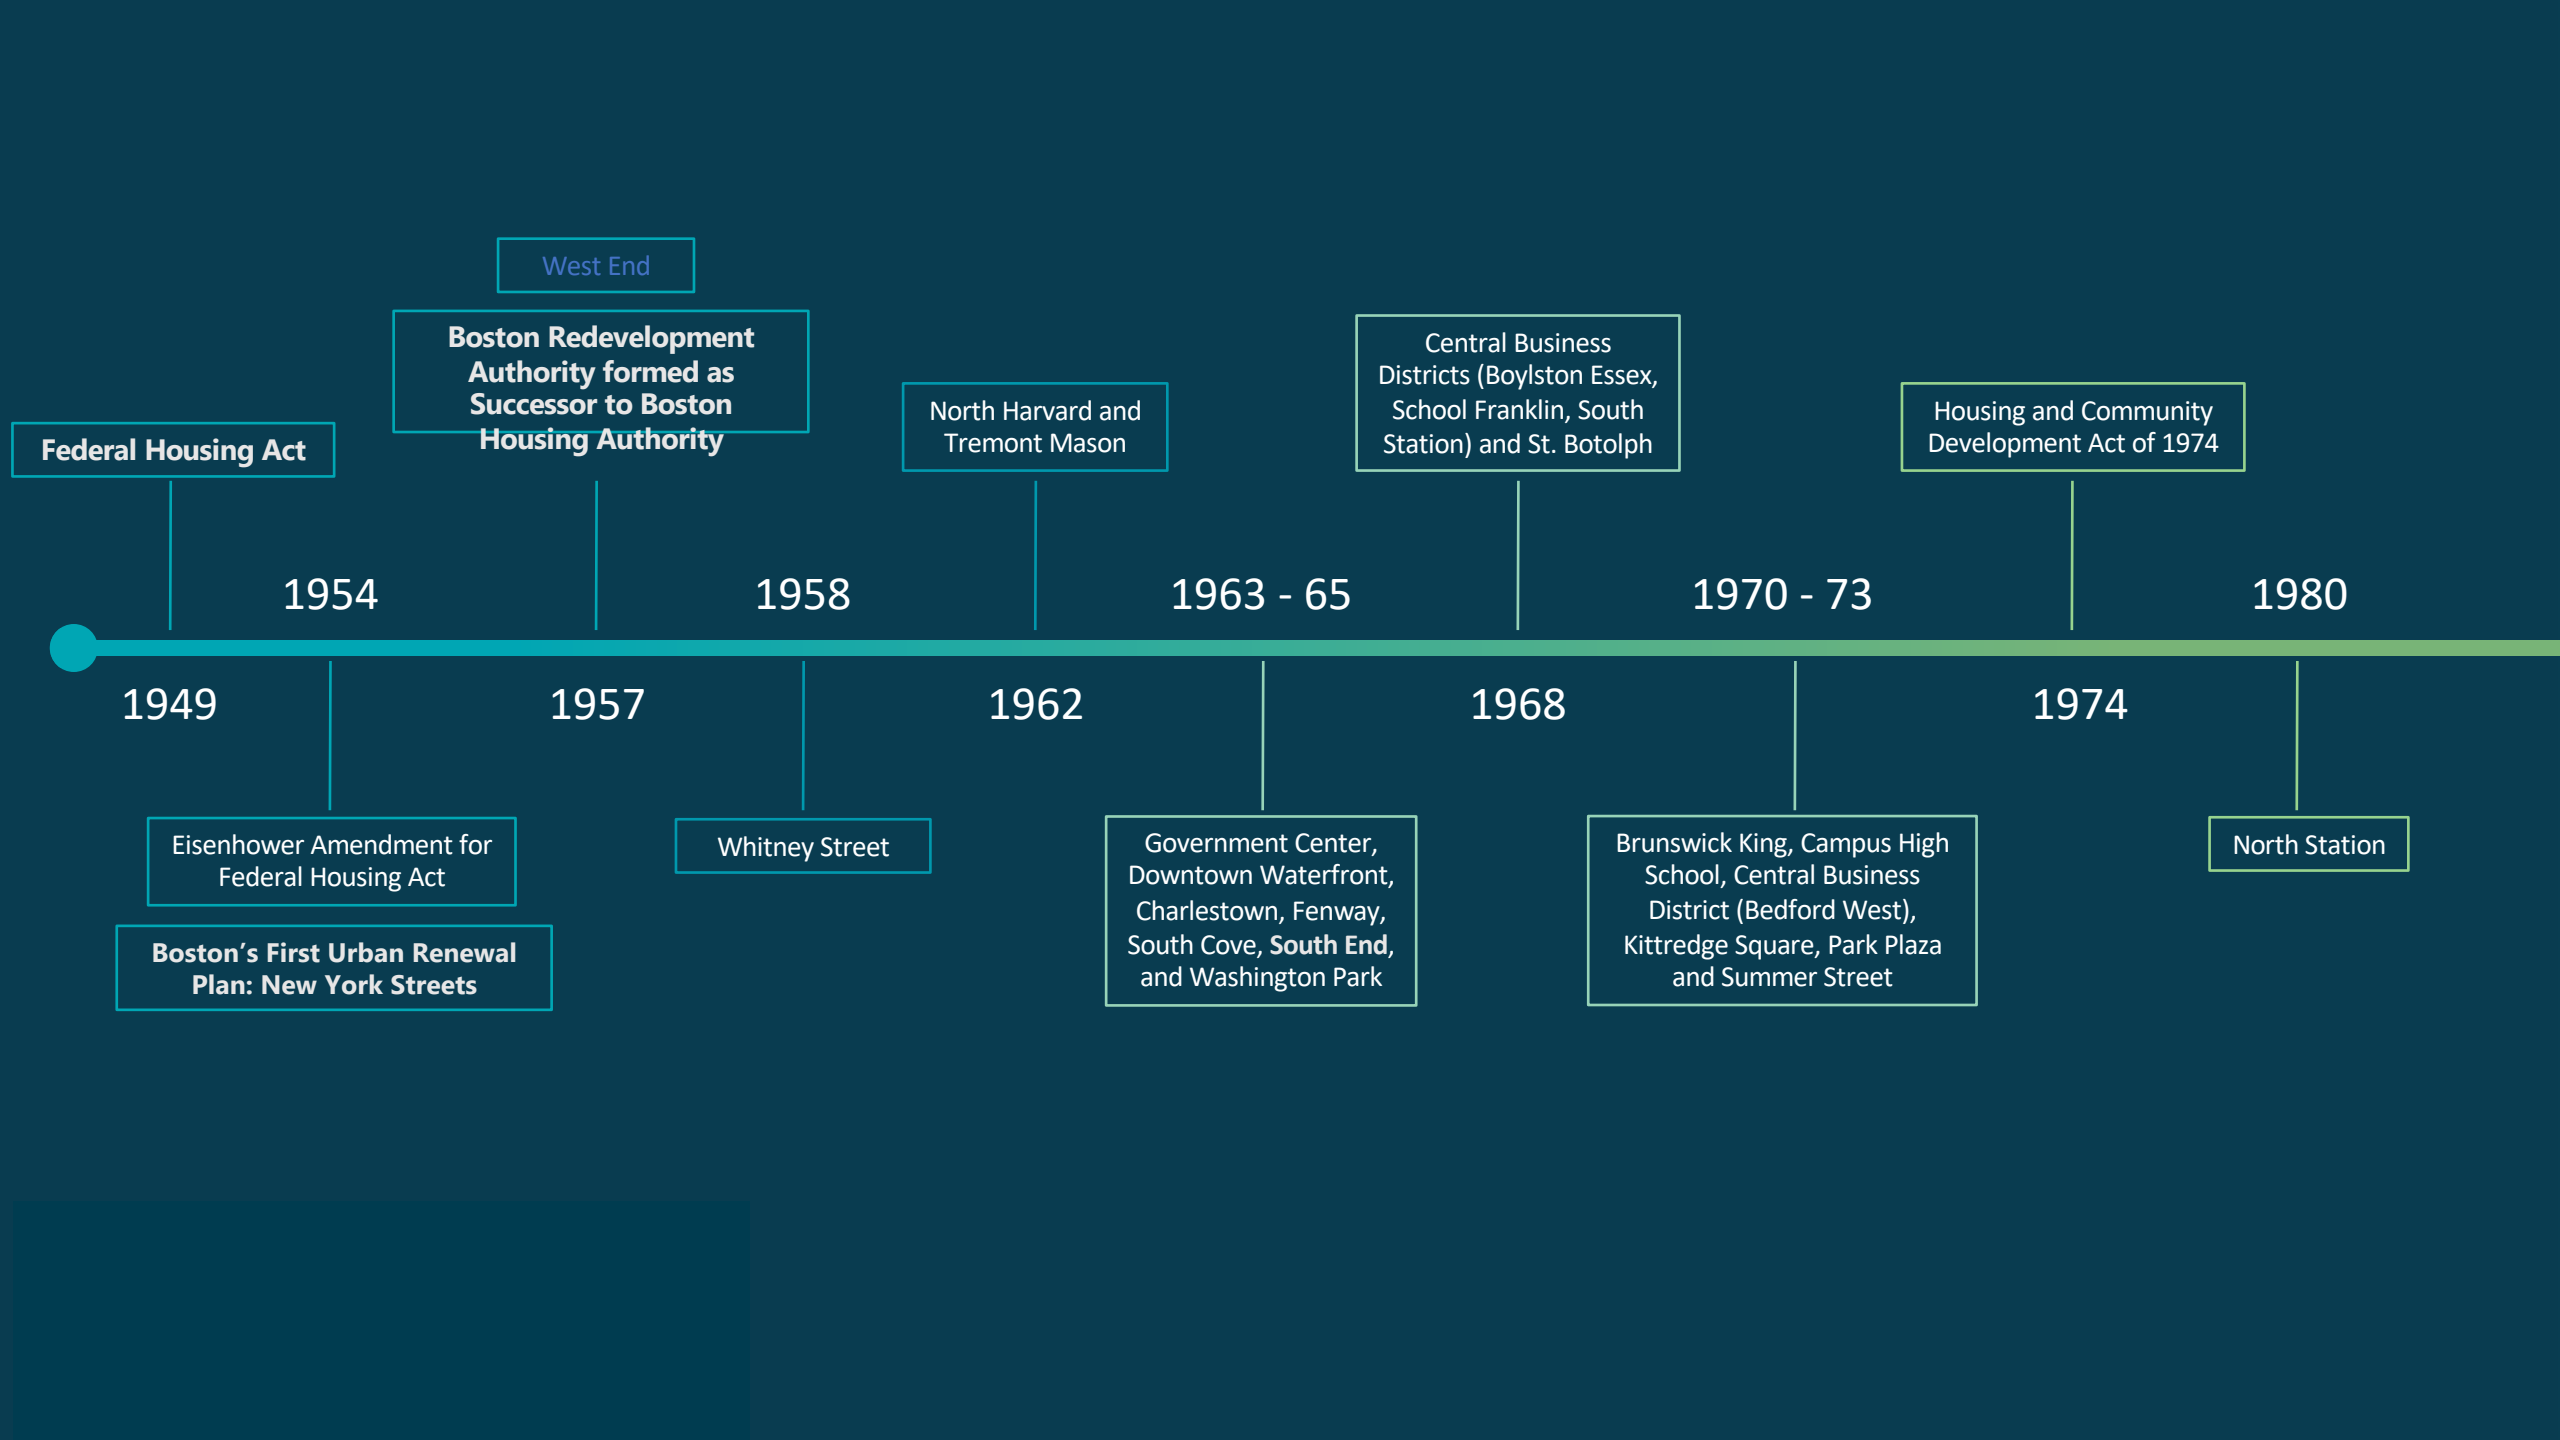 West End
Boston Redevelopment
Authority formed as
Successor to Boston
Housing Authority
Central Business
Districts (Boylston Essex,
School Franklin, South
Station) and St. Botolph
North Harvard and
Tremont Mason
Housing and Community
Development Act of 1974
Federal Housing Act
1954
1958
1963 - 65
1970 - 73
1980
1949
1957
1962
1968
1974
Eisenhower Amendment for
Federal Housing Act
Boston’s First Urban Renewal
Plan: New York Streets
Whitney Street
Government Center,
Downtown Waterfront,
Charlestown, Fenway,
South Cove, South End,
and Washington Park
Brunswick King, Campus High
School, Central Business
District (Bedford West),
Kittredge Square, Park Plaza
and Summer Street
North Station